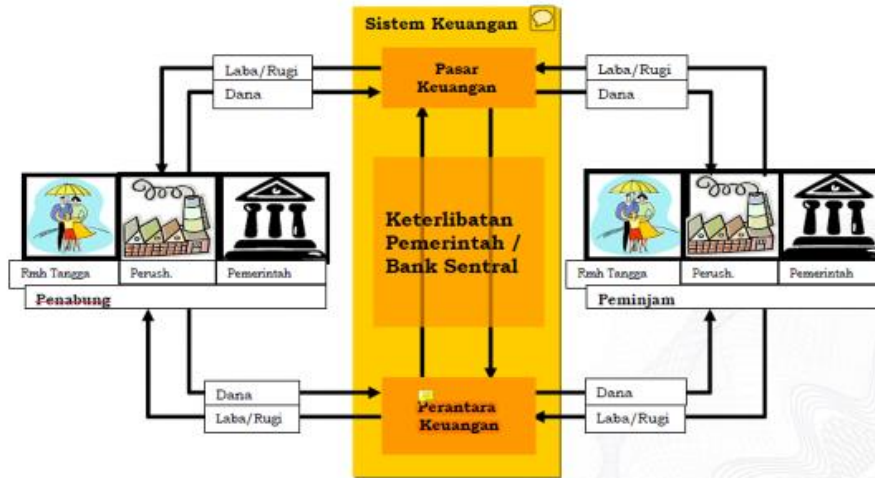 Sistem Keuangan
Laba/Rugi
Dana
Pasar
Keuangan
Laba/Rugi
Dana
Rmh Tangga
Perush.
Pemerintah
Penabung
Keterlibatan
Pemerintah /
Bank Sentral
Rmh Tangga
Perush.
Pemerintah
Peminjam
Dana
Laba/Rugi
Perantara
Keuangan
Dana
Laba/Rugi